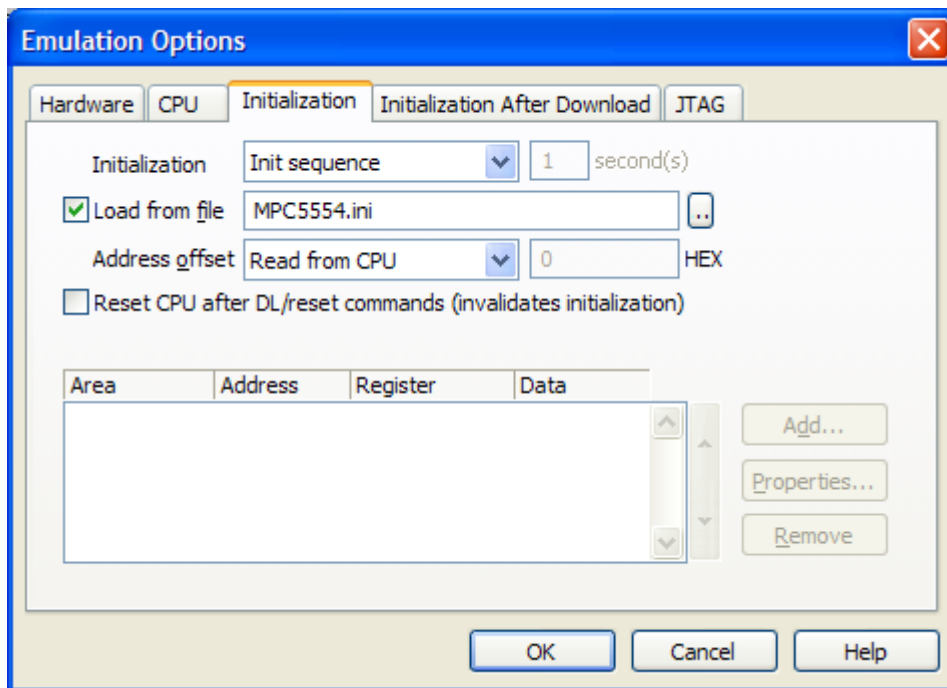 Emulation Options
Hardware CPU Initialization Initialization After Download JTAG
Initialization Init sequence 1 second(s)
Load from file MPC5554.ini ..
Address offset Read from CPU 0 HEX
Reset CPU after DL/reset commands (invalidates initialization)
Area Address Register Data
Add...
Properties...
Remove
OK Cancel Help